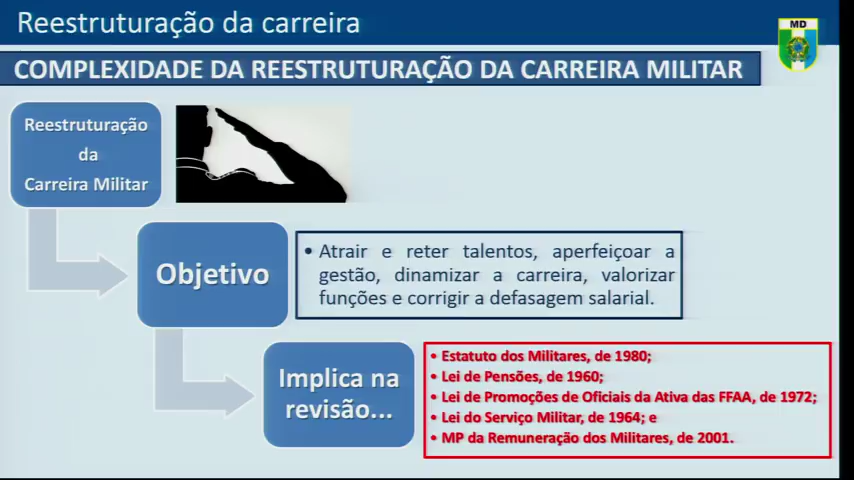 Reestruturação da carreira
MD
COMPLEXIDADE DA REESTRUTURAÇÃO DA CARREIRA MILITAR
Reestruturação
da
Carreira Militar
Objetivo
• Atrair e reter talentos, aperfeiçoar a
gestão, dinamizar a carreira, valorizar
funções e corrigir a defasagem salarial.
Implica na
revisão...
• Estatuto dos Militares, de 1980;
• Lei de Pensões, de 1960;
• Lei de Promoções de Oficiais da Ativa das FFAA, de 1972;
• Lei do Serviço Militar, de 1964; e
• MP da Remuneração dos Militares, de 2001.